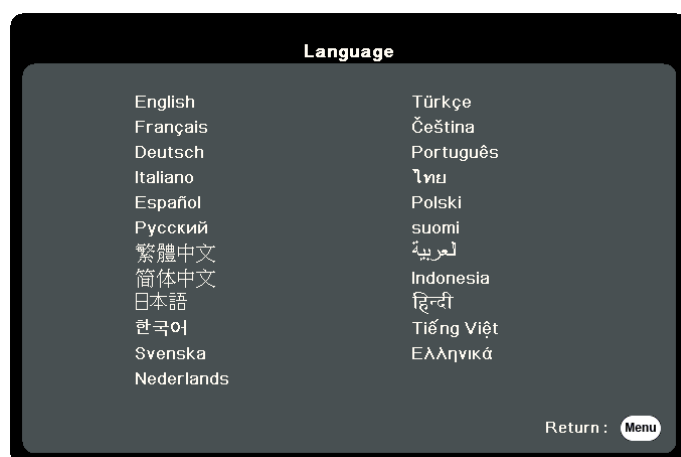 Language
English
Français
Deutsch
Italiano
Español
Русский
繁體中文
简体中文
日本語
한국어
Svenska
Nederlands
Türkçe
Čeština
Português
ไทย
Polski
suomi
لعربية
Indonesia
हिन्दी
Tiếng Việt
Ελληνικά
Return : Menu